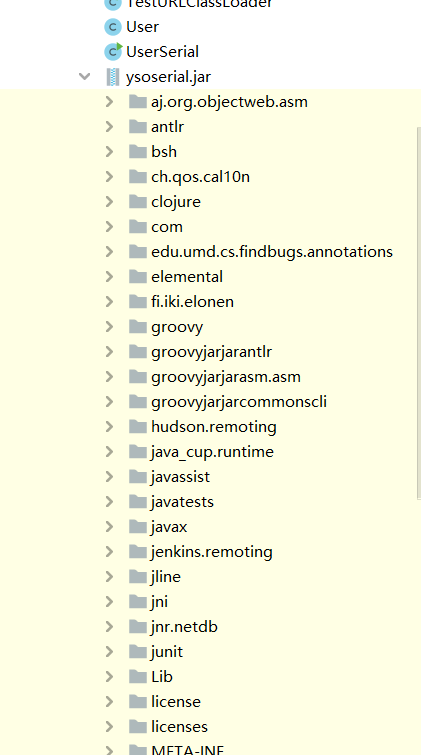 TestURLClassLoader
User
UserSerial
ysoserial.jar
aj.org.objectweb.asm
antlr
bsh
ch.qos.cal10n
clojure
com
edu.umd.cs.findbugs.annotations
elemental
fi.iki.elonen
groovy
groovyjarjarantlr
groovyjarjarasm.asm
groovyjarjarcommonscli
hudson.remoting
java_cup.runtime
javassist
javatests
javax
jenkins.remoting
jline
jni
jnr.netdb
junit
Lib
license
licenses
META-INF